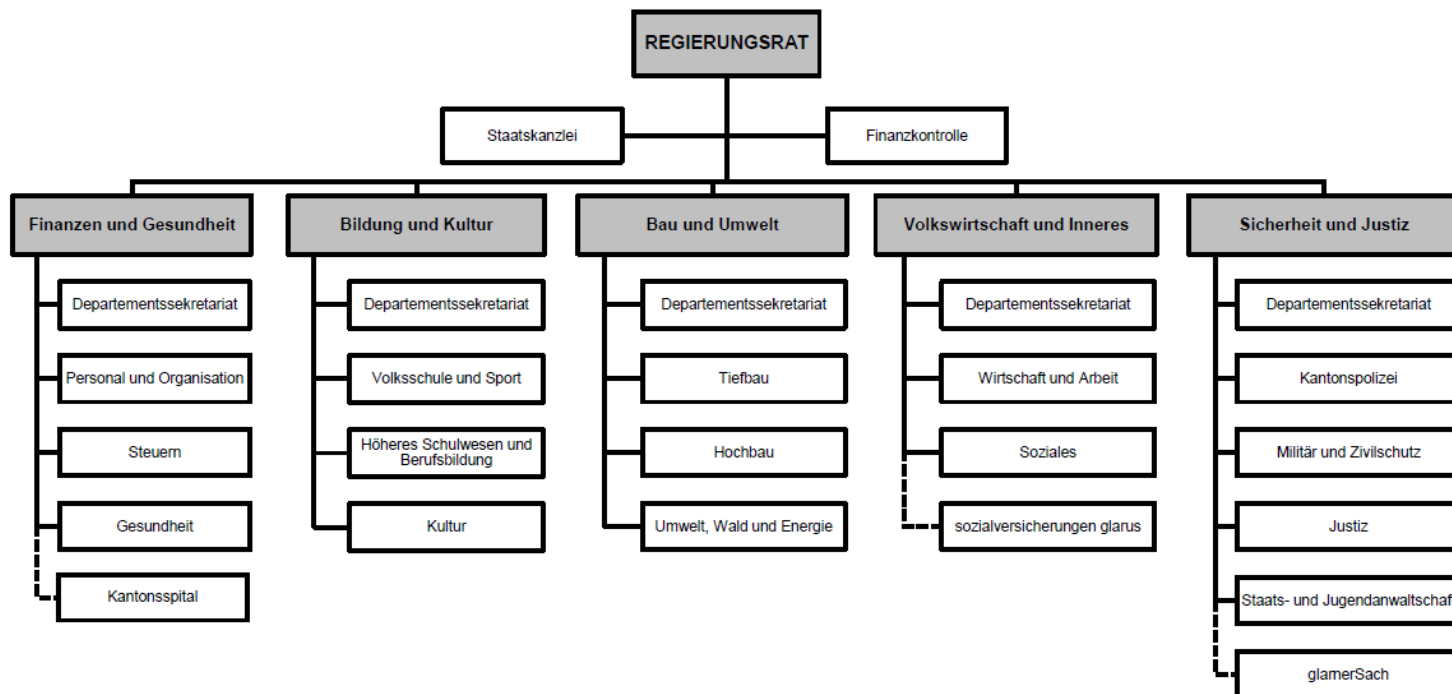 REGIERUNGSRAT
Staatskanzlei
Finanzkontrolle
Finanzen und Gesundheit
Departementssekretariat
Personal und Organisation
Steuern
Gesundheit
Kantonsspital
Bildung und Kultur
Departementssekretariat
Volksschule und Sport
Höheres Schulwesen und
Berufsbildung
Kultur
Bau und Umwelt
Departementssekretariat
Tiefbau
Hochbau
Umwelt, Wald und Energie
Volkswirtschaft und Inneres
Departementssekretariat
Wirtschaft und Arbeit
Soziales
sozialversicherungen glarus
Sicherheit und Justiz
Departementssekretariat
Kantonspolizei
Militär und Zivilschutz
Justiz
Staats- und Jugendanwaltschaf
glarnerSach